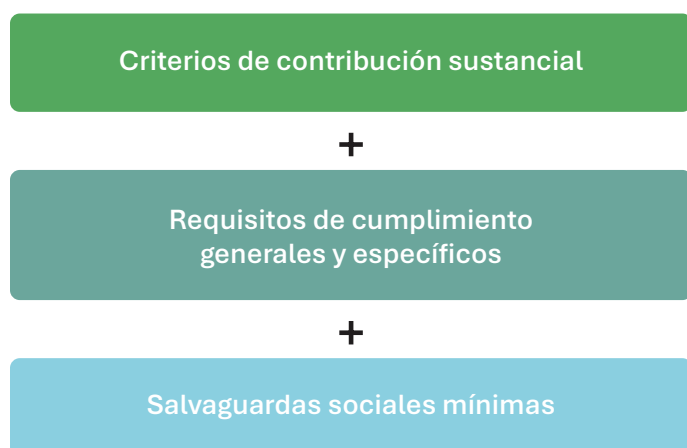 Criterios de contribución sustancial
+
Requisitos de cumplimiento
generales y específicos
+
Salvaguardas sociales mínimas